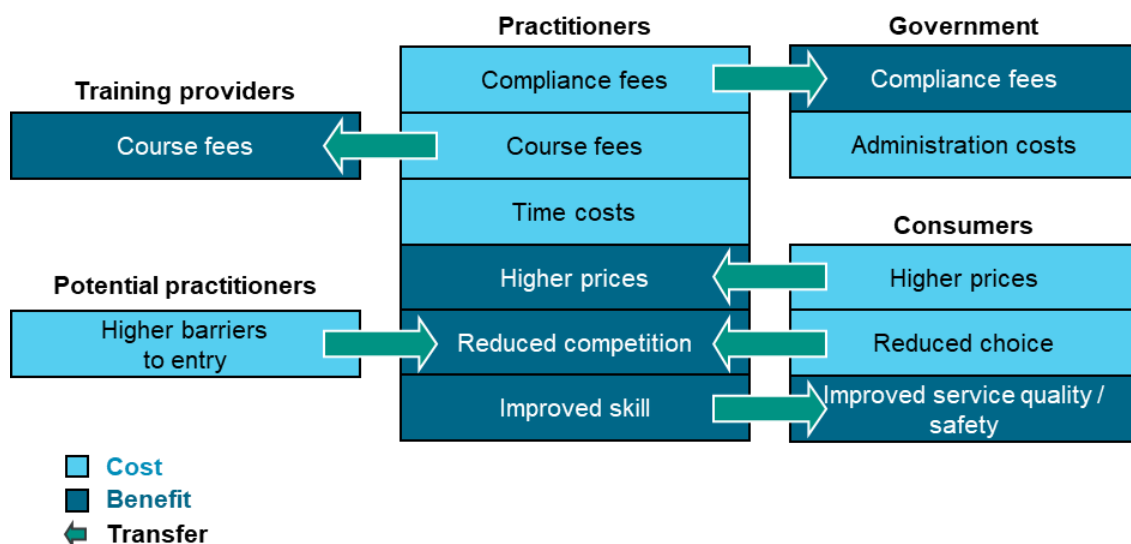 Practitioners
Government
Compliance fees
Compliance fees
Training providers
Course fees
Course fees
Administration costs
Time costs
Consumers
Higher prices
Higher prices
Potential practitioners
Higher barriers
to entry
Reduced competition
Reduced choice
Improved skill
Improved service quality /
safety
Cost
Benefit
Transfer